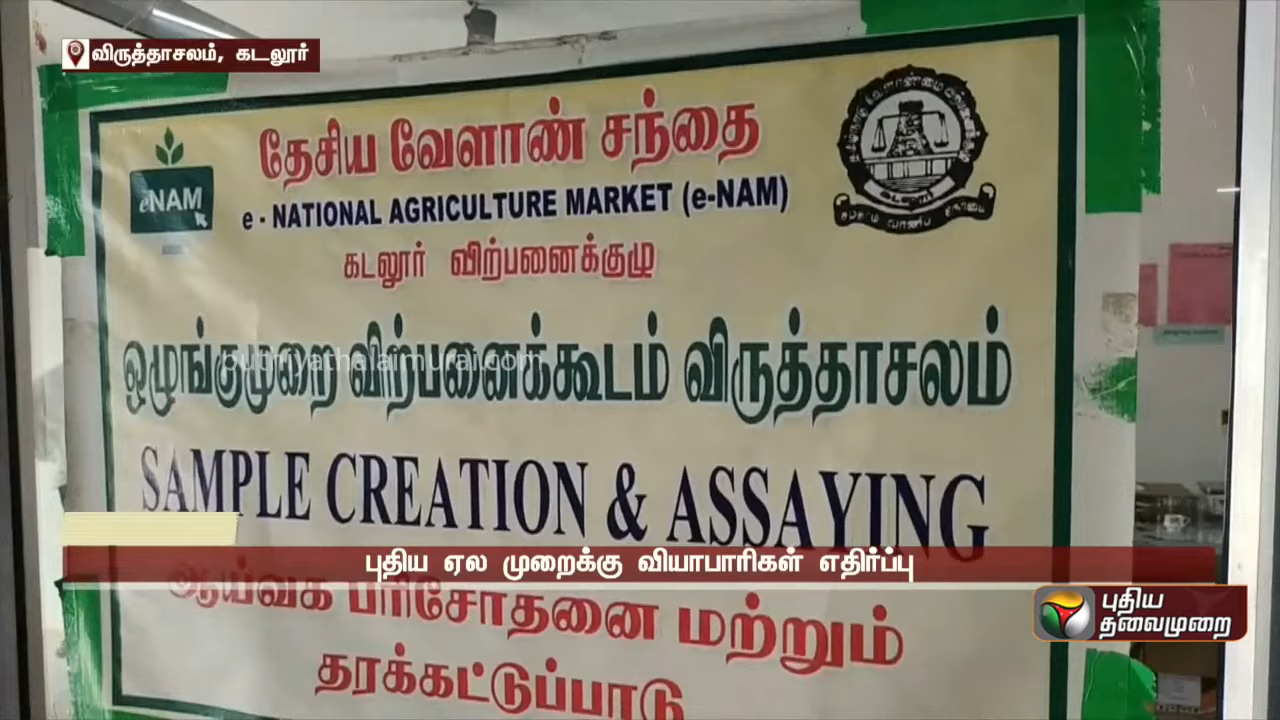 விருத்தாசலம், கடலூர்
தேசிய வேளாண் சந்தை
eNAM
e - NATIONAL AGRICULTURE MARKET (e-NAM)
கடலூர் விற்பனைக்குழு
ஒழுங்குமுறை விற்பனைக்கூடம் விருத்தாசலம்
puthiyathalaimurai.com
SAMPLE CREATION & ASSAYING
புதிய ஏல முறைக்கு வியாபாரிகள் எதிர்ப்பு
ஆய்வக பரிசோதனை மற்றும்
தரக்கட்டுப்பாடு
புதிய
தலைமுறை